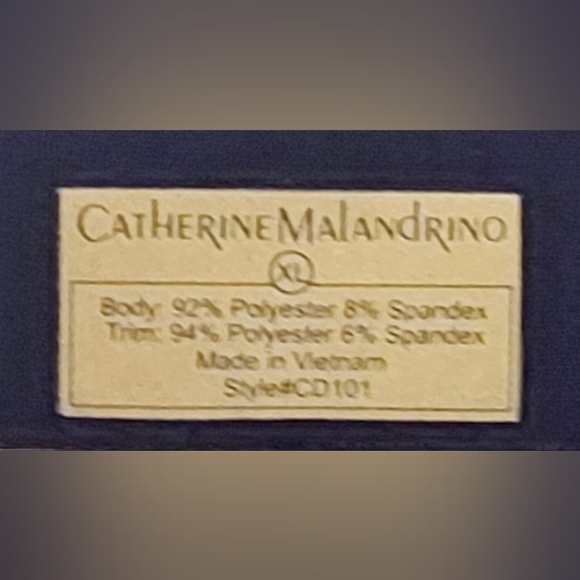 CATHERINE MALANDRINO
XL
Body: 92% Polyester 8% Spandex
Trim: 94% Polyester 6% Spandex
Made in Vietnam
Style#CD101